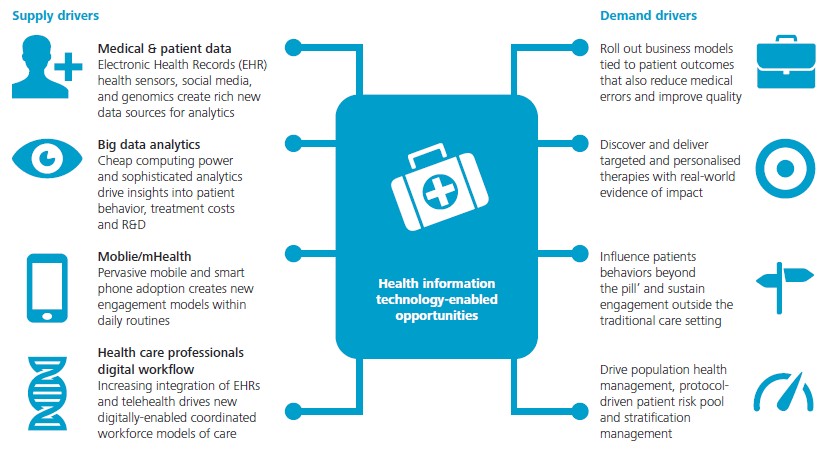 Supply drivers
Medical & patient data
Electronic Health Records (EHR)
health sensors, social media,
and genomics create rich new
data sources for analytics
Big data analytics
Cheap computing power
and sophisticated analytics
drive insights into patient
behavior, treatment costs
and R&D
Moblie/mHealth
Pervasive mobile and smart
phone adoption creates new
engagement models within
daily routines
Health care professionals
digital workflow
Increasing integration of EHRs
and telehealth drives new
digitally-enabled coordinated
workforce models of care
Health information
technology-enabled
opportunities
Demand drivers
Roll out business models
tied to patient outcomes
that also reduce medical
errors and improve quality
Discover and deliver
targeted and personalised
therapies with real-world
evidence of impact
Influence patients
behaviors beyond
the pill’ and sustain
engagement outside the
traditional care setting
Drive population health
management, protocol-
driven patient risk pool
and stratification
management